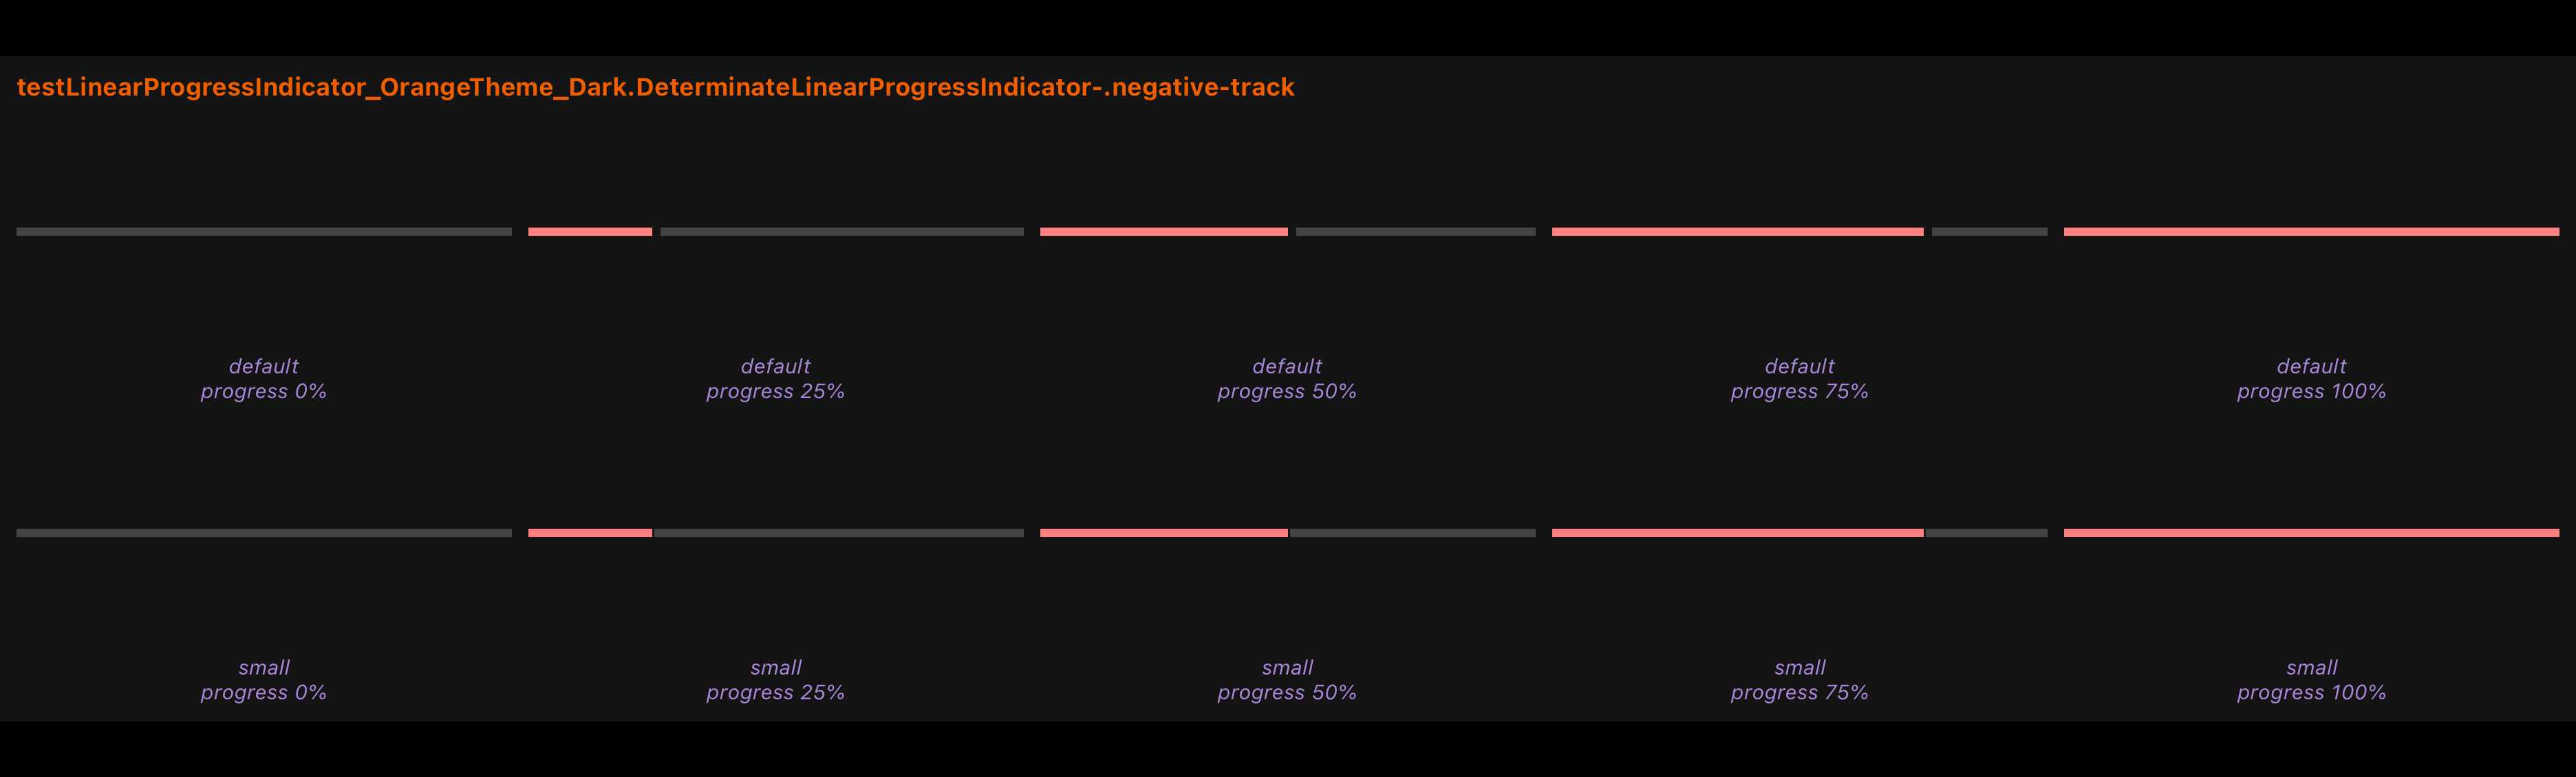 testLinearProgressIndicator_OrangeTheme_Dark.DeterminateLinearProgressIndicator-.negative-track
default
progress 0%
default
progress 25%
default
progress 50%
default
progress 75%
default
progress 100%
small
progress 0%
small
progress 25%
small
progress 50%
small
progress 75%
small
progress 100%